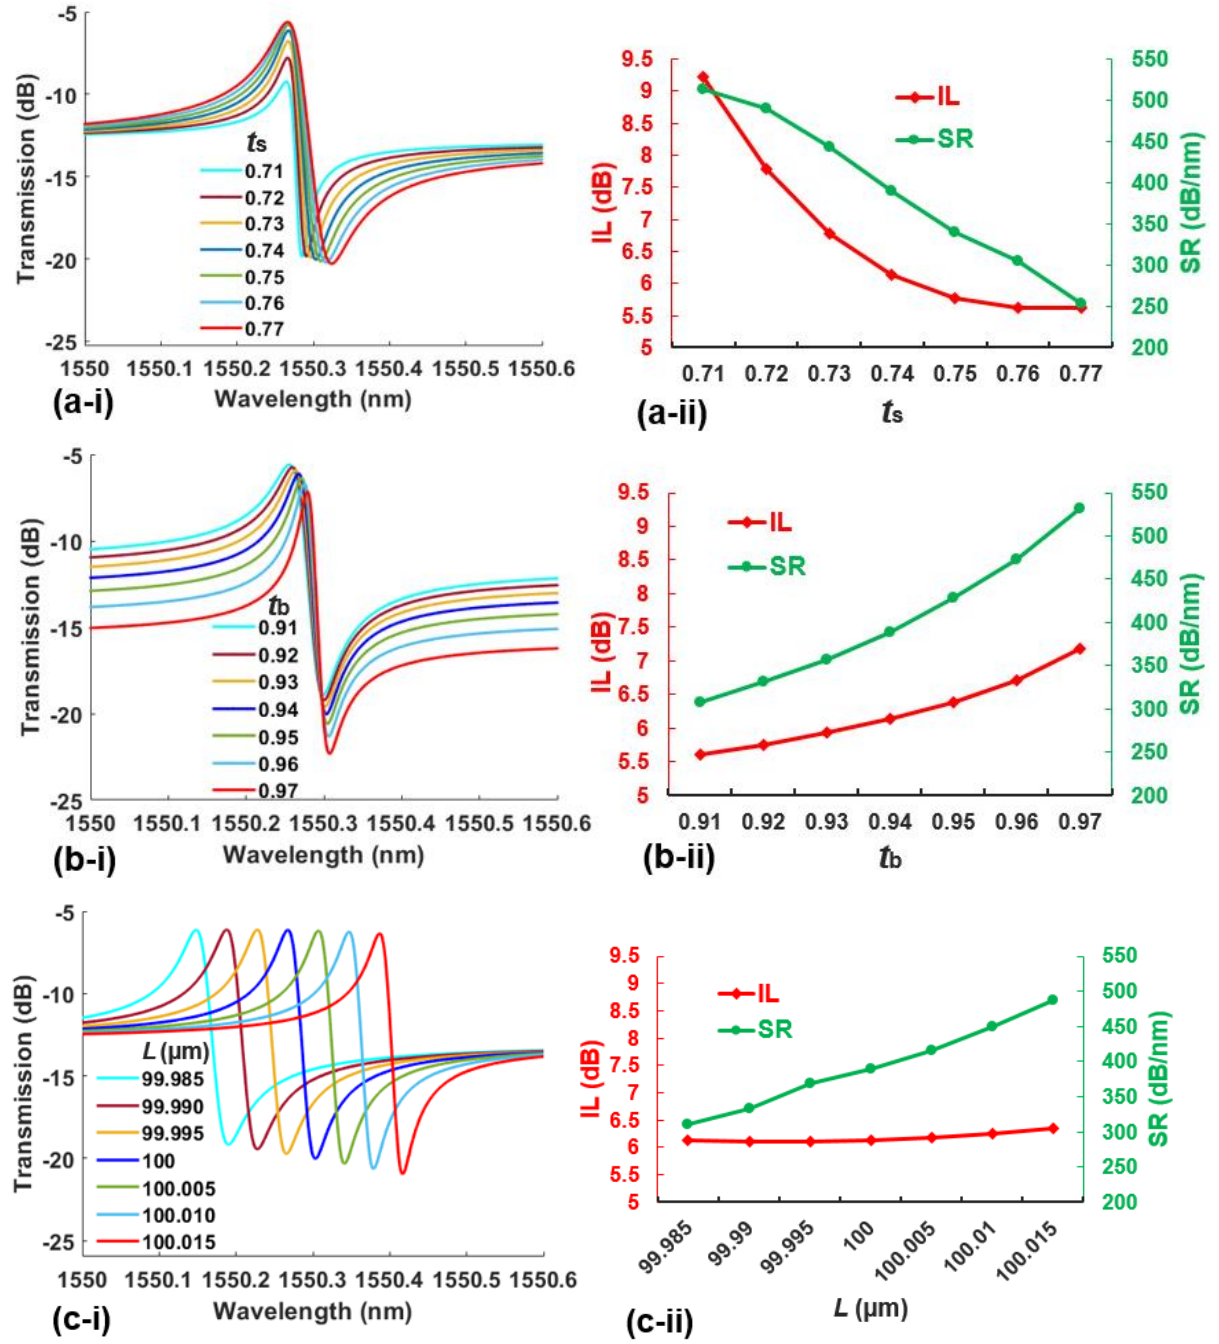 -5
-10
-15
-20
-25
Transmission (dB)
ts
0.71
0.72
0.73
0.74
0.75
0.76
0.77
1550 1550.1 1550.2 1550.3 1550.4 1550.5 1550.6
Wavelength (nm)
(a-i)
9.5
9
8.5
8
7.5
7
6.5
6
5.5
5
IL (dB)
IL
SR
550
500
450
400
350
300
250
200
SR (dB/nm)
0.71 0.72 0.73 0.74 0.75 0.76 0.77
ts
(a-ii)
-5
-10
-15
-20
-25
Transmission (dB)
tb
0.91
0.92
0.93
0.94
0.95
0.96
0.97
1550 1550.1 1550.2 1550.3 1550.4 1550.5 1550.6
Wavelength (nm)
(b-i)
9.5
9
8.5
8
7.5
7
6.5
6
5.5
5
IL (dB)
IL
SR
550
500
450
400
350
300
250
200
SR (dB/nm)
0.91 0.92 0.93 0.94 0.95 0.96 0.97
tb
(b-ii)
-5
-10
-15
-20
-25
Transmission (dB)
L (μm)
99.985
99.990
99.995
100
100.005
100.010
100.015
1550 1550.1 1550.2 1550.3 1550.4 1550.5 1550.6
Wavelength (nm)
(c-i)
9.5
9
8.5
8
7.5
7
6.5
6
5.5
5
IL (dB)
IL
SR
550
500
450
400
350
300
250
200
SR (dB/nm)
99.985 99.99 99.995 100 100.005 100.01 100.015
L (μm)
(c-ii)